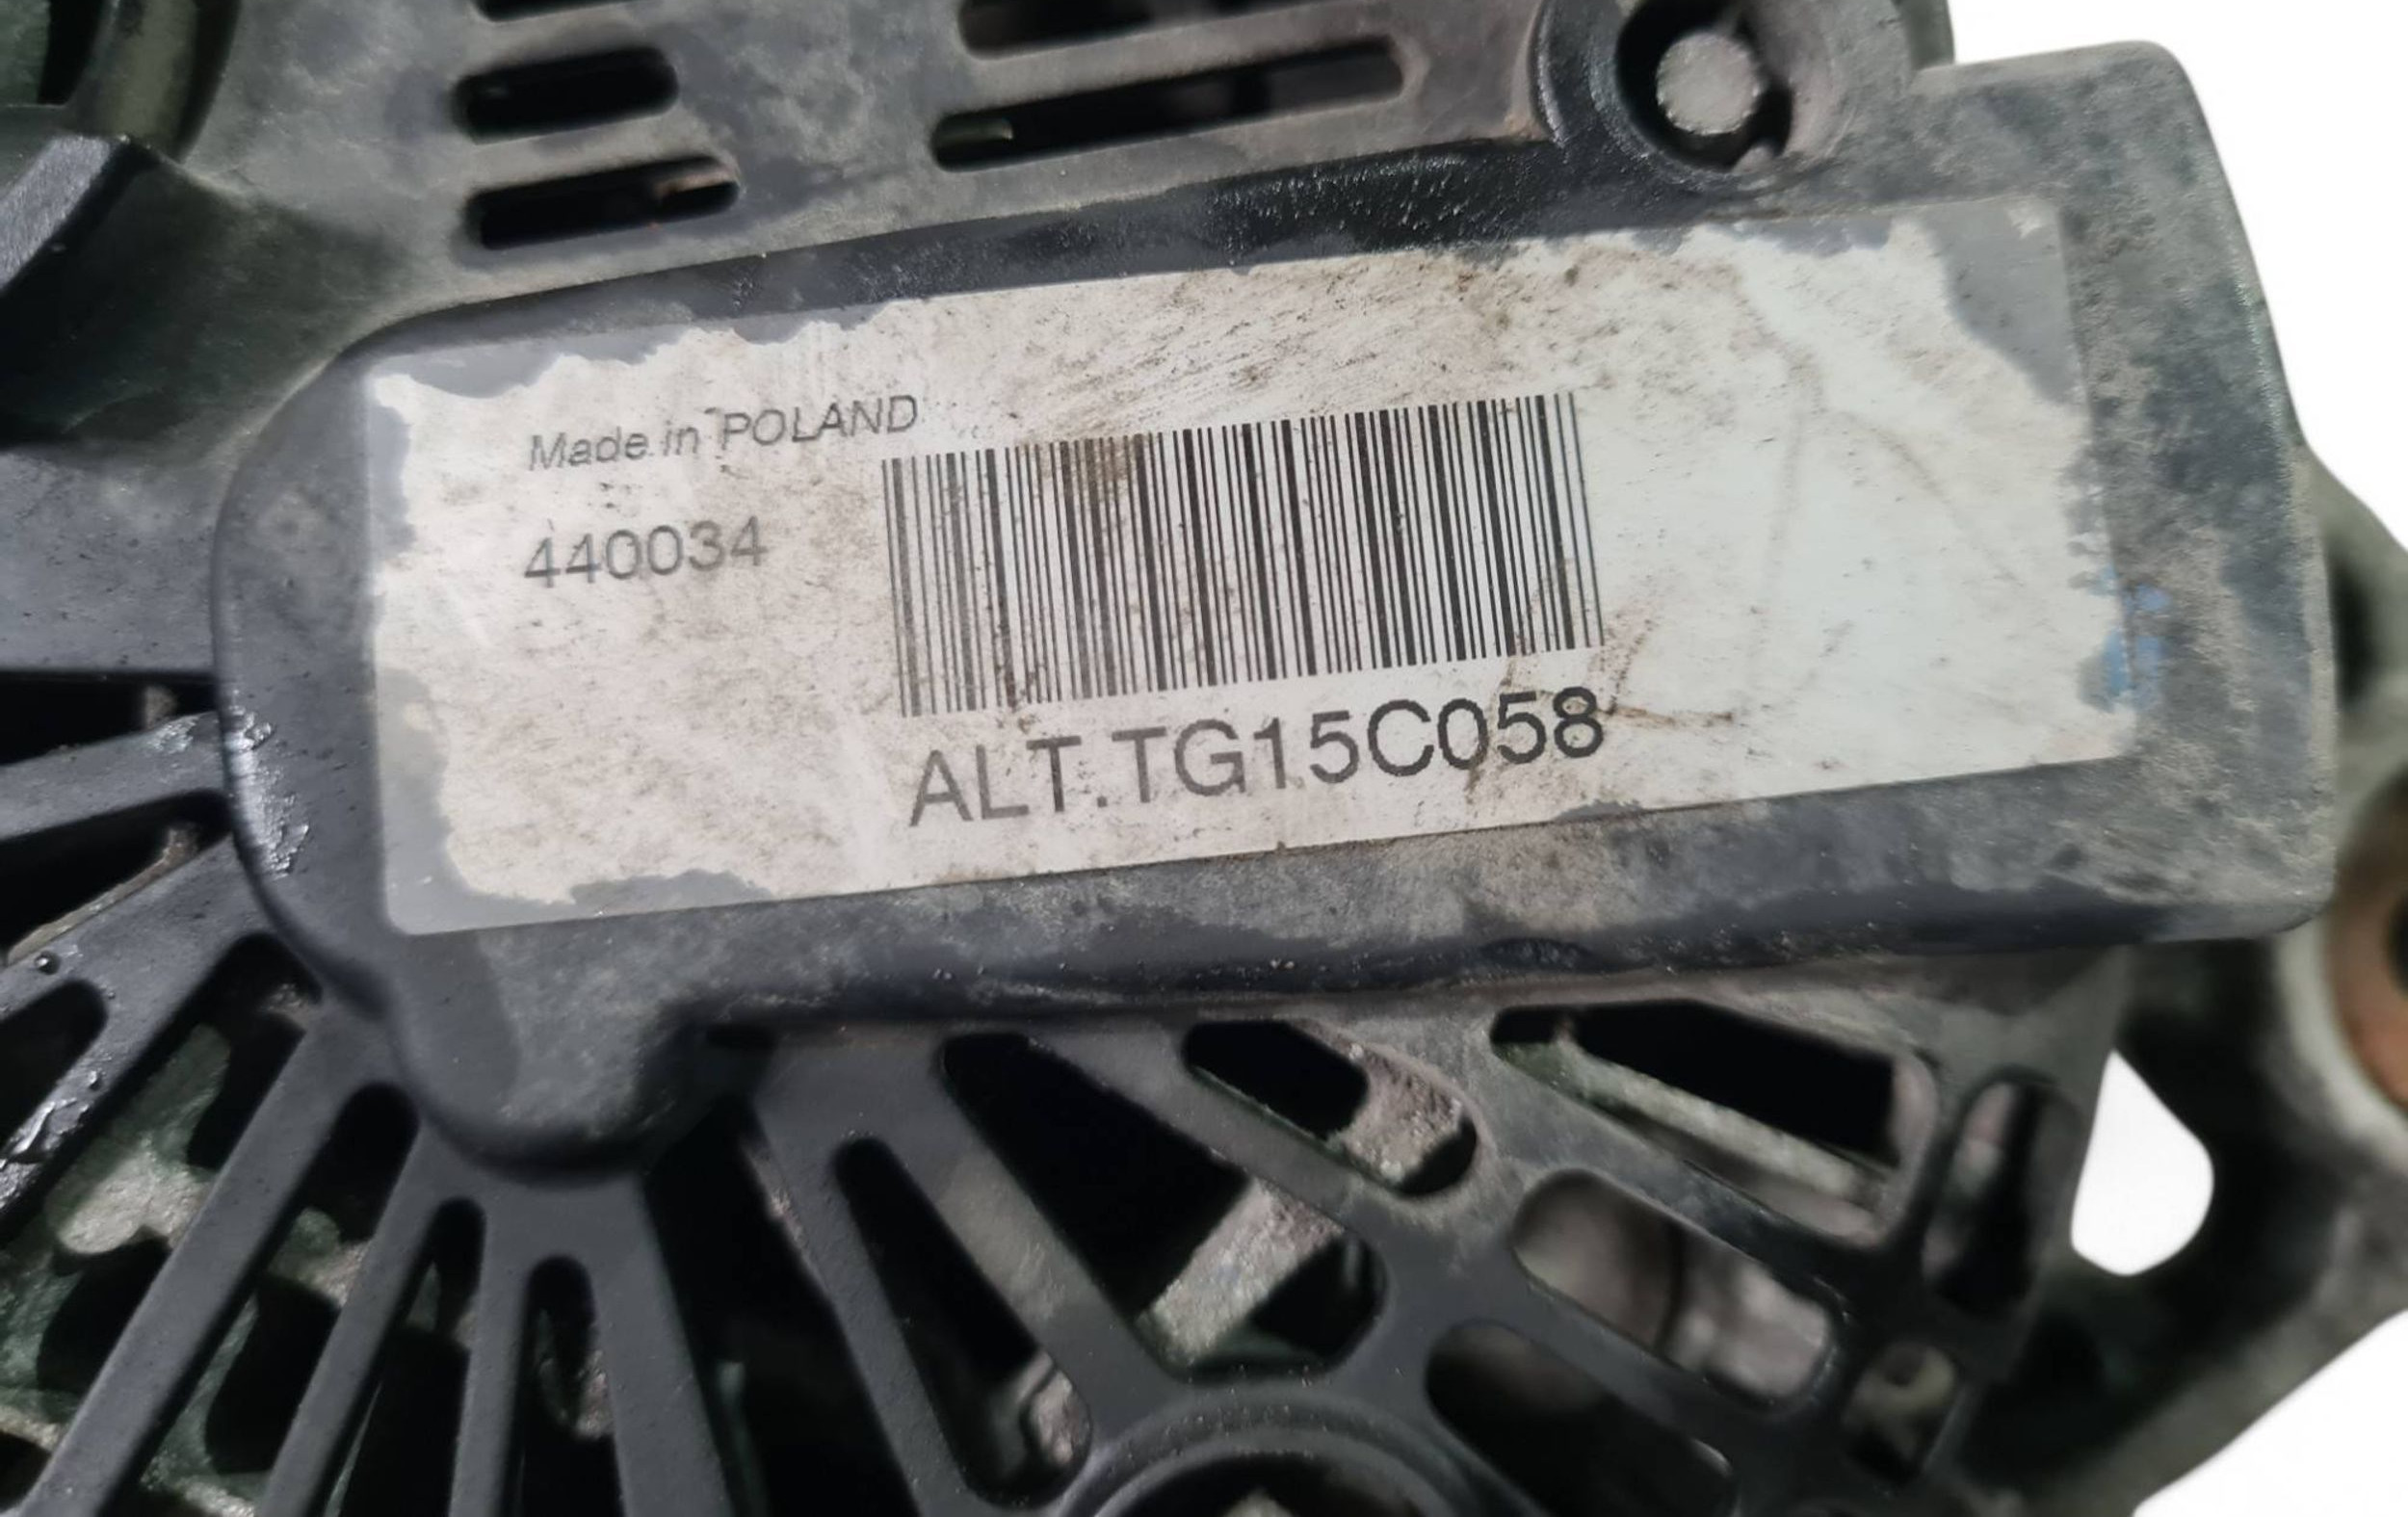 Made in POLAND
440034
ALT.TG15C058